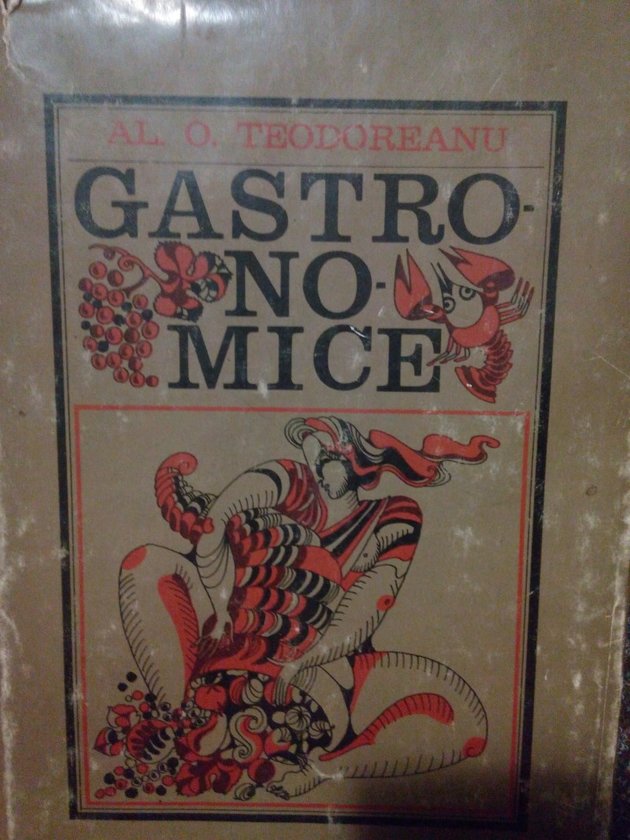 AL. O. TEODOREANU
GASTRO-
NO-
MICE